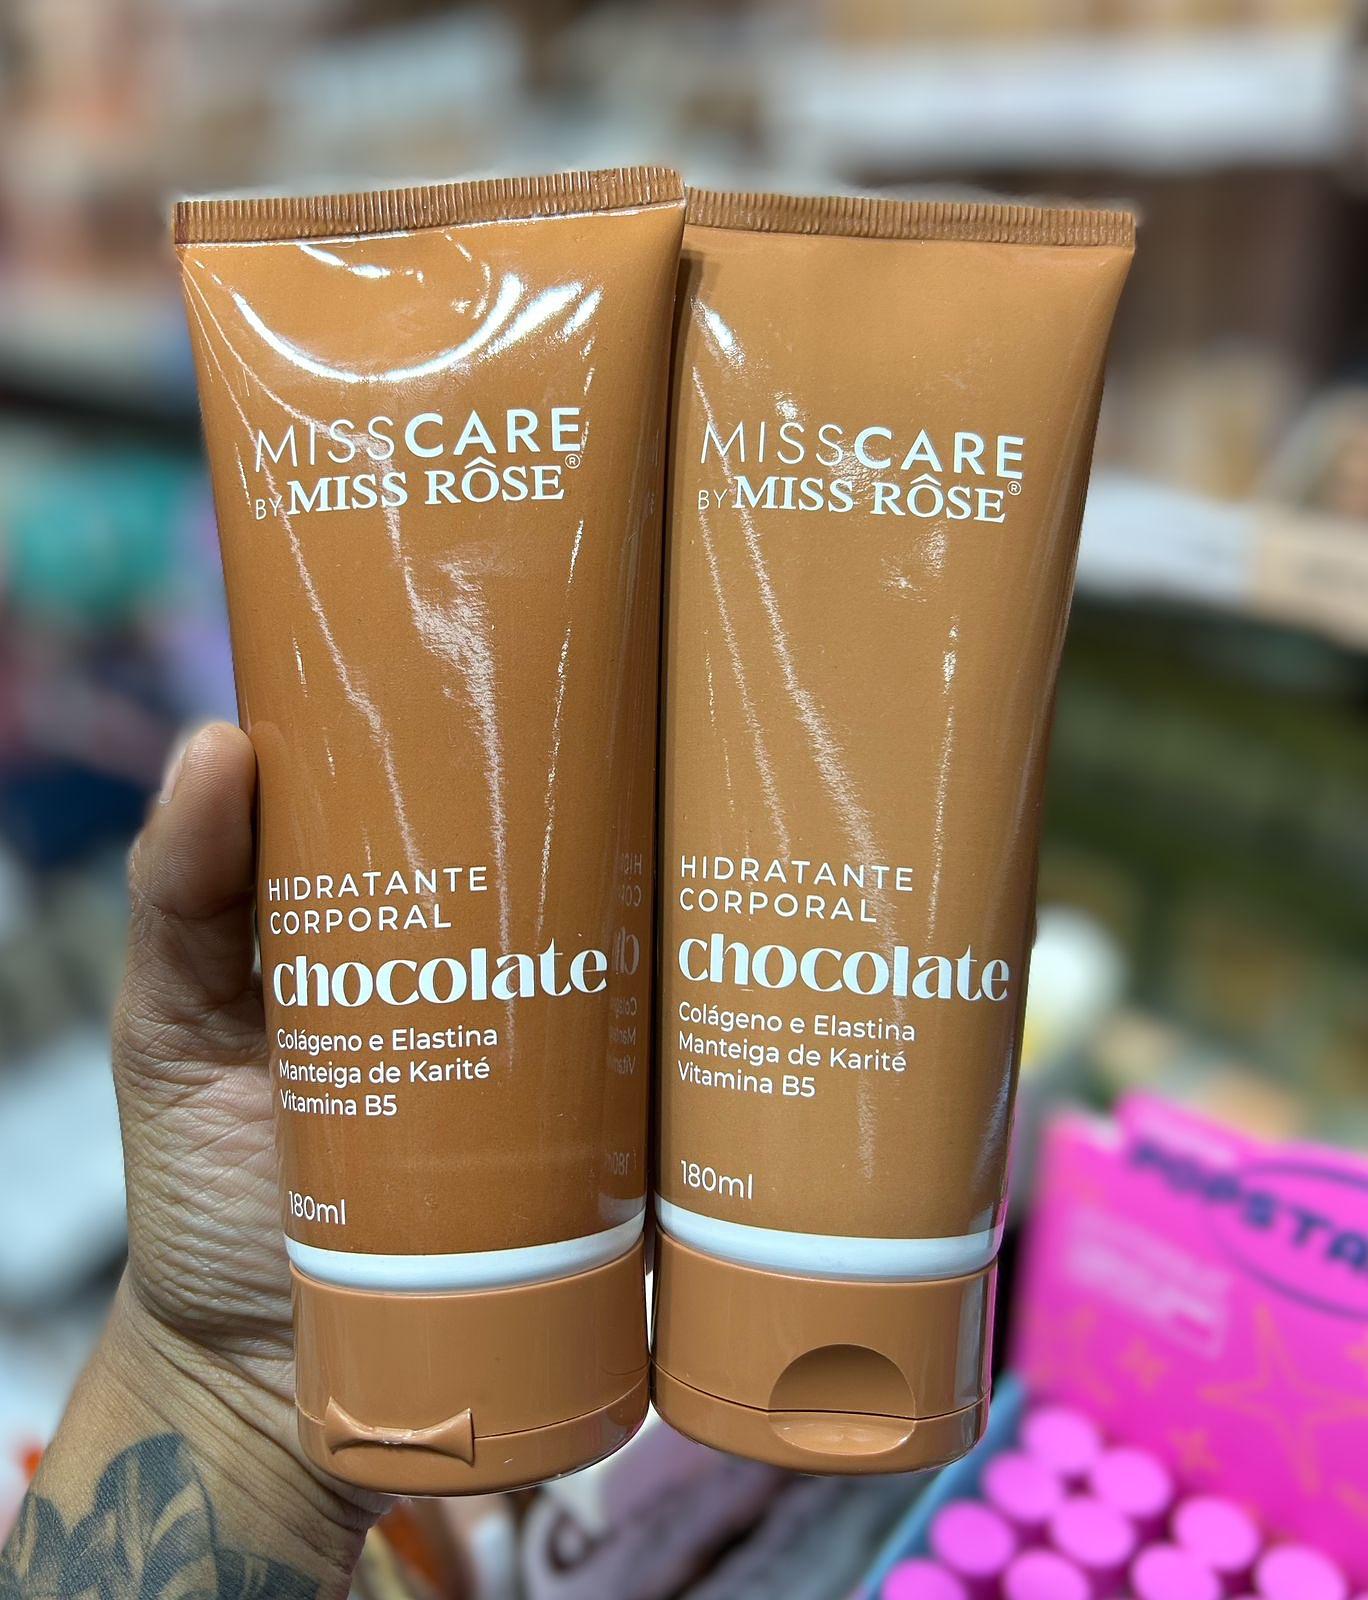 MISSCARE
BY MISS RÔSE®
HIDRATANTE
CORPORAL
chocolate
Colágeno e Elastina
Manteiga de Karité
Vitamina B5
180ml
MISSCARE
BY MISS RÔSE®
HIDRATANTE
CORPORAL
chocolate
Colágeno e Elastina
Manteiga de Karité
Vitamina B5
180ml
POPSTA